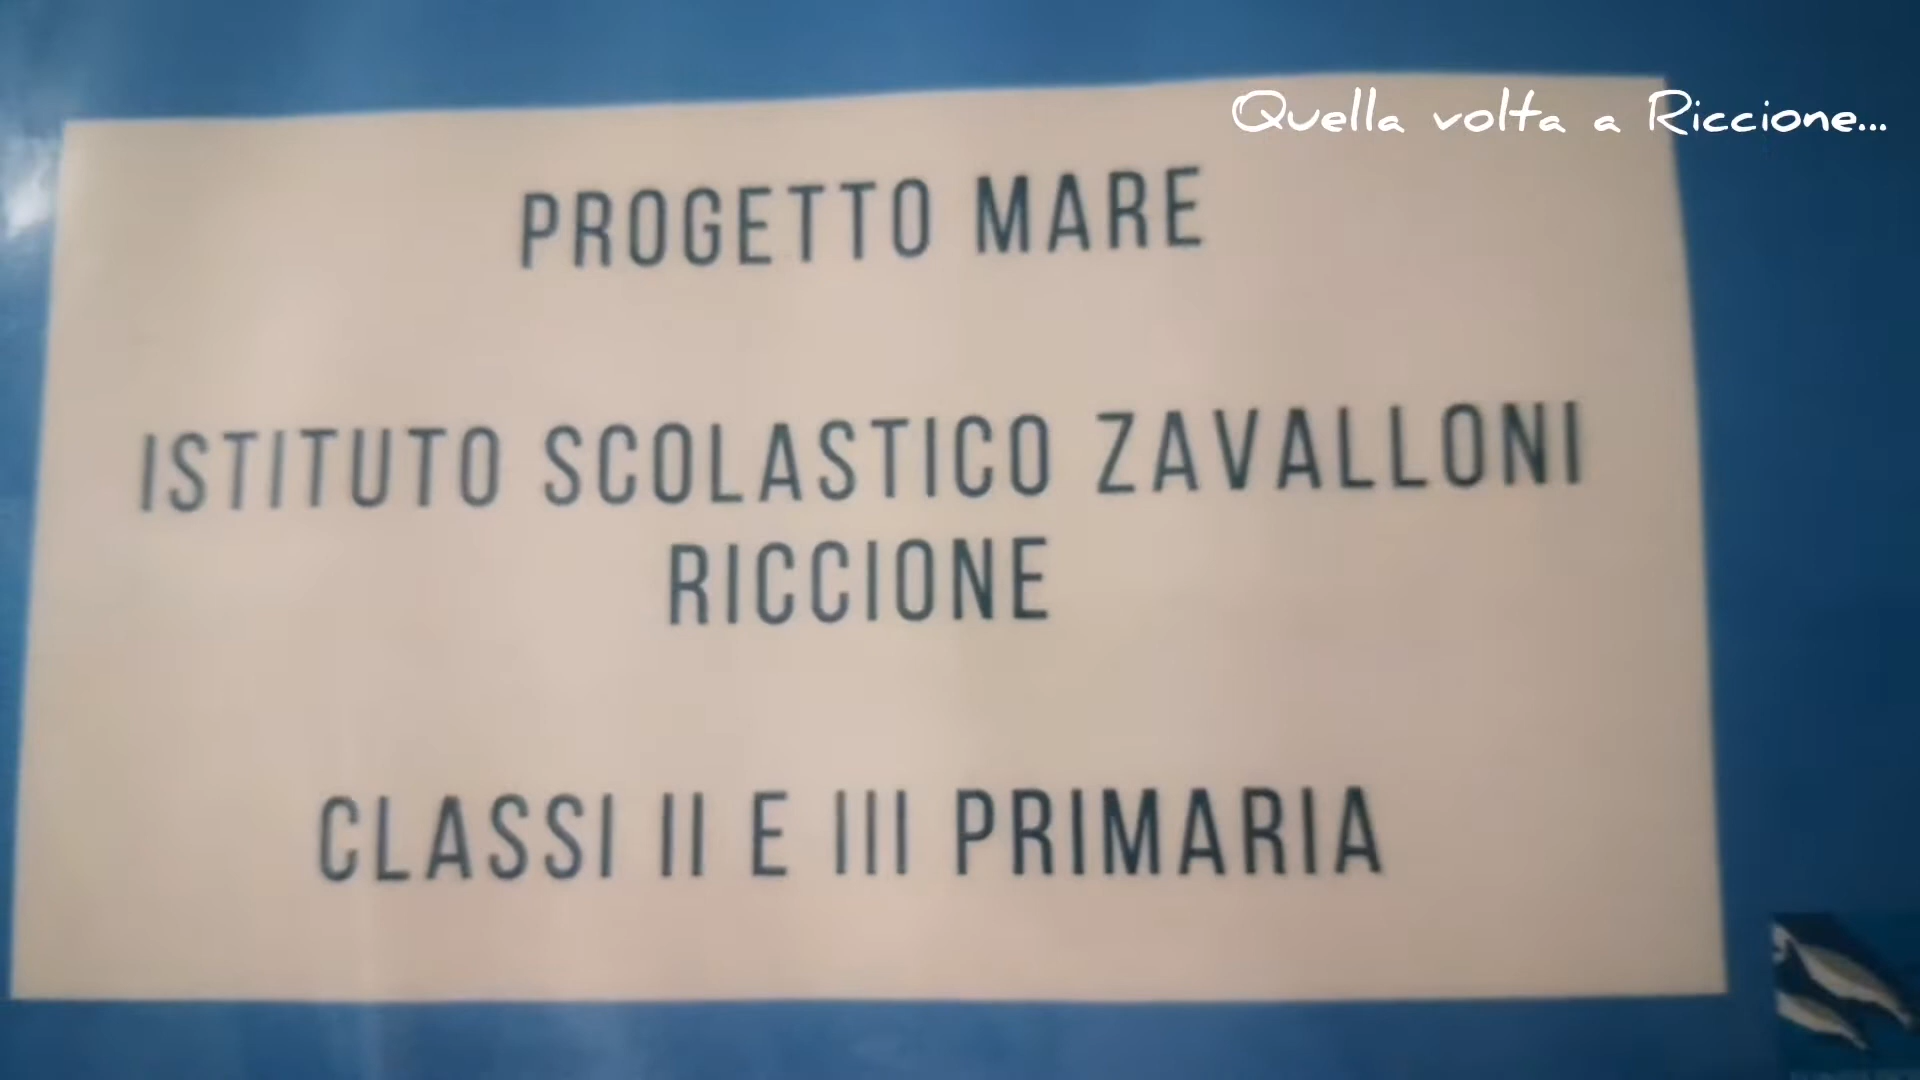 Quella volta a Riccione...
PROGETTO MARE
ISTITUTO SCOLASTICO ZAVALLONI
RICCIONE
CLASSI II E III PRIMARIA